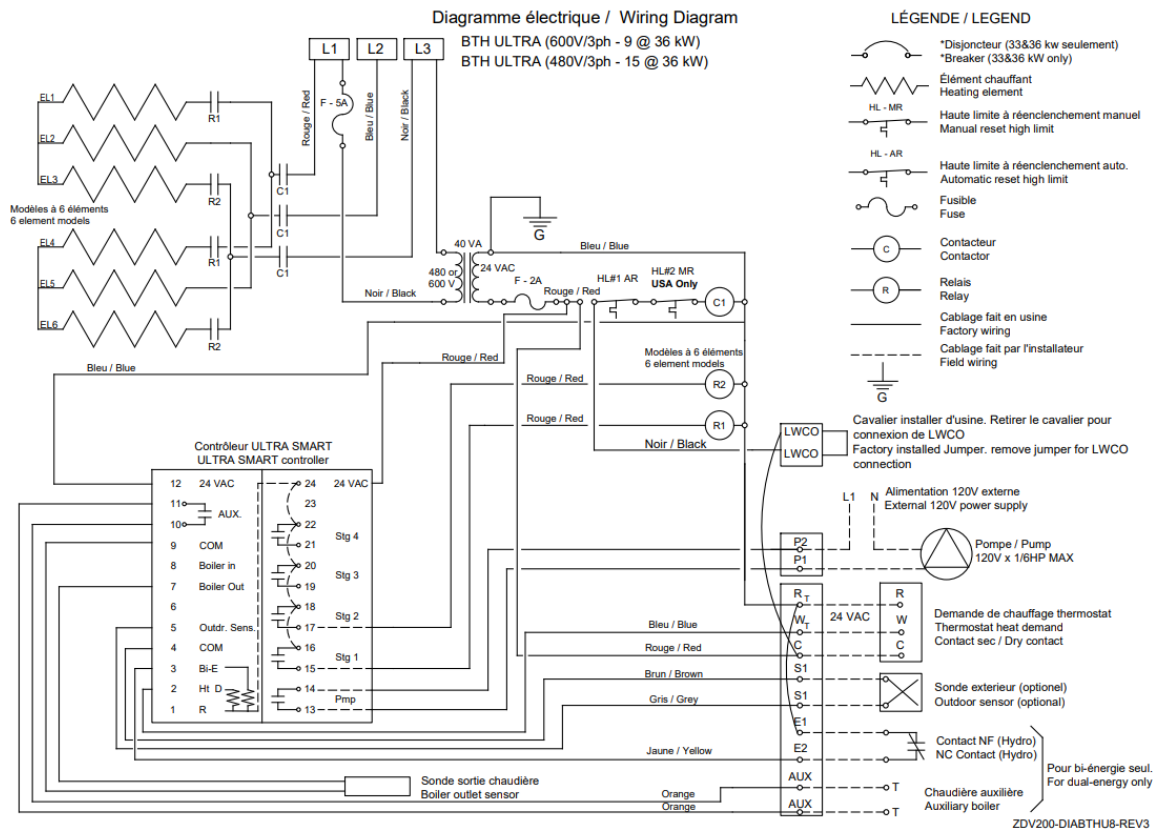 Diagramme électrique / Wiring Diagram
BTH ULTRA (600V/3ph - 9 @ 36 kW)
BTH ULTRA (480V/3ph - 15 @ 36 kW)
L1
L2
L3
Rouge / Red
F - 5A
Bleu / Blue
Noir / Black
EL1
R1
EL2
EL3
R2
Modèles à 6 éléments
6 element models
EL4
R1
EL5
EL6
R2
C1
C1
C1
G
40 VA
480 or
600 V
24 VAC
Bleu / Blue
F - 2A
Rouge / Red
Noir / Black
HL#1 AR
HL#2 MR
USA Only
C1
Bleu / Blue
Rouge / Red
Modèles à 6 éléments
6 element models
Rouge / Red
R2
Rouge / Red
R1
Noir / Black
LÉGENDE / LEGEND
*Disjoncteur (33&36 kw seulement)
*Breaker (33&36 kW only)
Élément chauffant
Heating element
HL - MR
Haute limite à réenclenchement manuel
Manual reset high limit
HL - AR
Haute limite à réenclenchement auto.
Automatic reset high limit
Fusible
Fuse
C
Contacteur
Contactor
R
Relais
Relay
Cablage fait en usine
Factory wiring
Cablage fait par l'installateur
Field wiring
G
LWCO
LWCO
Cavalier installer d'usine. Retirer le cavalier pour
connexion de LWCO
Factory installed Jumper. remove jumper for LWCO
connection
Contrôleur ULTRA SMART
ULTRA SMART controller
12 24 VAC
11
AUX.
10
9 COM
8 Boiler in
7 Boiler Out
6
5 Outdr. Sens.
4 COM
3 Bi-E
2 Ht D
1 R
24 24 VAC
23
22
Stg 4
21
20
Stg 3
19
18
Stg 2
17
16
Stg 1
15
14
Pmp
13
L1
N
Alimentation 120V externe
External 120V power supply
P2
P1
Pompe / Pump
120V x 1/6HP MAX
R T
W T
C
24 VAC
R
W
C
Demande de chauffage thermostat
Thermostat heat demand
Contact sec / Dry contact
Bleu / Blue
Rouge / Red
Brun / Brown
S1
Gris / Grey
S1
Sonde exterieur (optionel)
Outdoor sensor (optional)
E1
Jaune / Yellow
E2
Contact NF (Hydro)
NC Contact (Hydro)
Pour bi-énergie seul.
For dual-energy only
AUX
Orange
T
AUX
Orange
T
Chaudière auxilière
Auxiliary boiler
Sonde sortie chaudière
Boiler outlet sensor
ZDV200-DIABTHU8-REV3